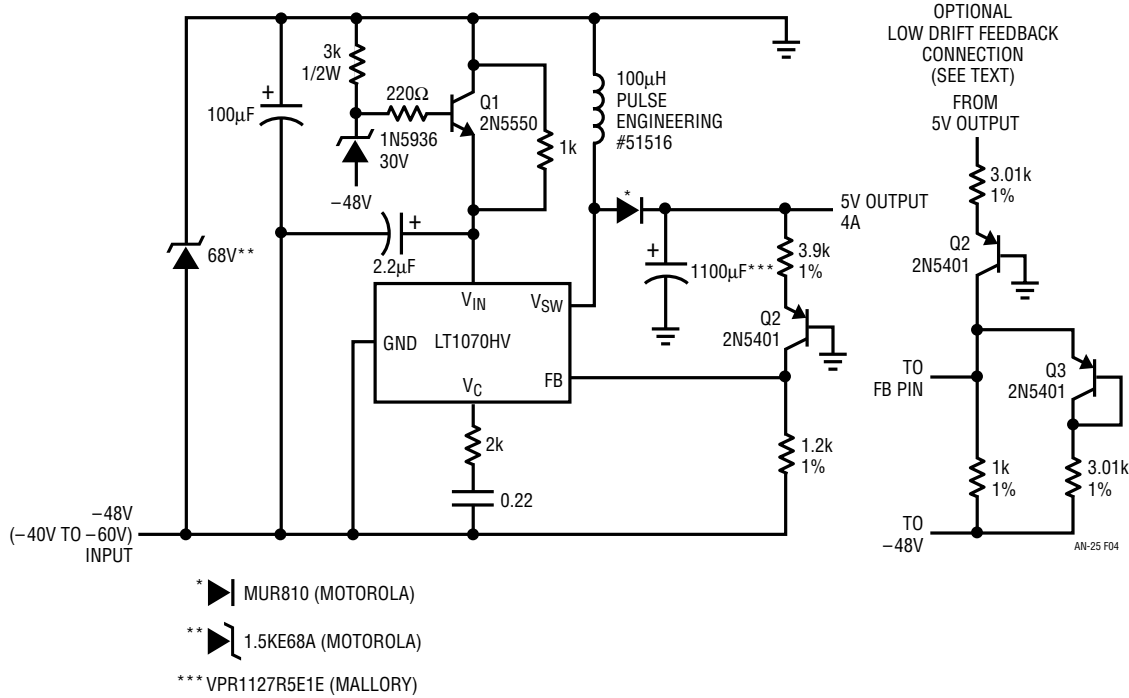 3k
1/2W
100µF
+
220Ω
Q1
2N5550
1N5936
30V
–48V
1k
100µH
PULSE
ENGINEERING
#51516
68V**
2.2µF
+
*
5V OUTPUT
4A
+
1100µF***
3.9k
1%
Q2
2N5401
VIN
VSW
GND
LT1070HV
FB
VC
2k
0.22
1.2k
1%
–48V
(–40V TO –60V)
INPUT
OPTIONAL
LOW DRIFT FEEDBACK
CONNECTION
(SEE TEXT)
FROM
5V OUTPUT
3.01k
1%
Q2
2N5401
TO
FB PIN
Q3
2N5401
1k
1%
3.01k
1%
TO
–48V
AN-25 F04
* MUR810 (MOTOROLA)
** 1.5KE68A (MOTOROLA)
*** VPR1127R5E1E (MALLORY)